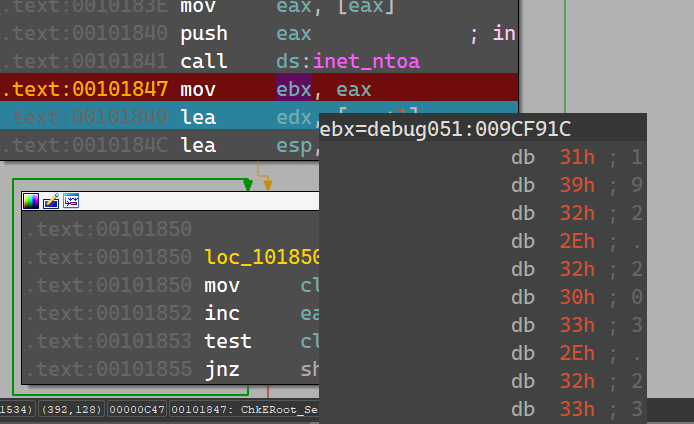 .text:0010183E mov eax, [eax]
.text:00101840 push eax ; in
.text:00101841 call ds:inet_ntoa
.text:00101847 mov ebx, eax
.text:00101849 lea edx,
.text:0010184C lea esp,
ebx=debug051:009CF91C
db 31h ; 1
db 39h ; 9
db 32h ; 2
db 2Eh ; .
db 32h ; 2
db 30h ; 0
db 33h ; 3
db 2Eh ; .
db 32h ; 2
db 33h ; 3
.text:00101850
.text:00101850 loc_101850
.text:00101850 mov cl
.text:00101852 inc ea
.text:00101853 test cl
.text:00101855 jnz sh
1534) (392,128) 00000C47 00101847: ChkERoot_Se